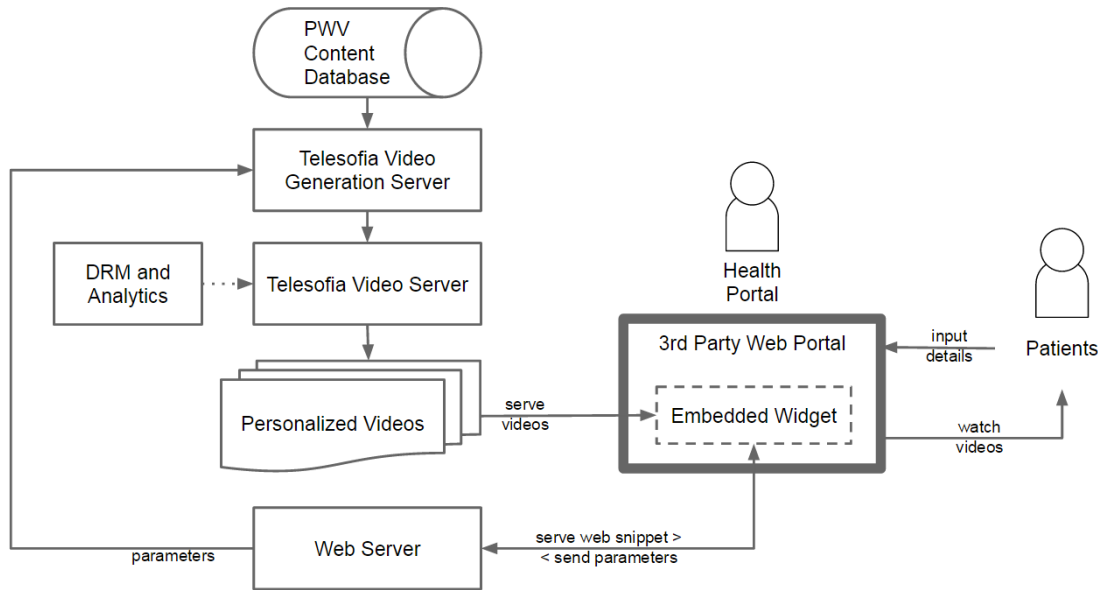 PWV
Content
Database
Telesofia Video
Generation Server
DRM and
Analytics
Telesofia Video Server
Health
Portal
3rd Party Web Portal
input
details
Patients
Personalized Videos
serve
videos
Embedded Widget
watch
videos
parameters
Web Server
serve web snippet >
< send parameters